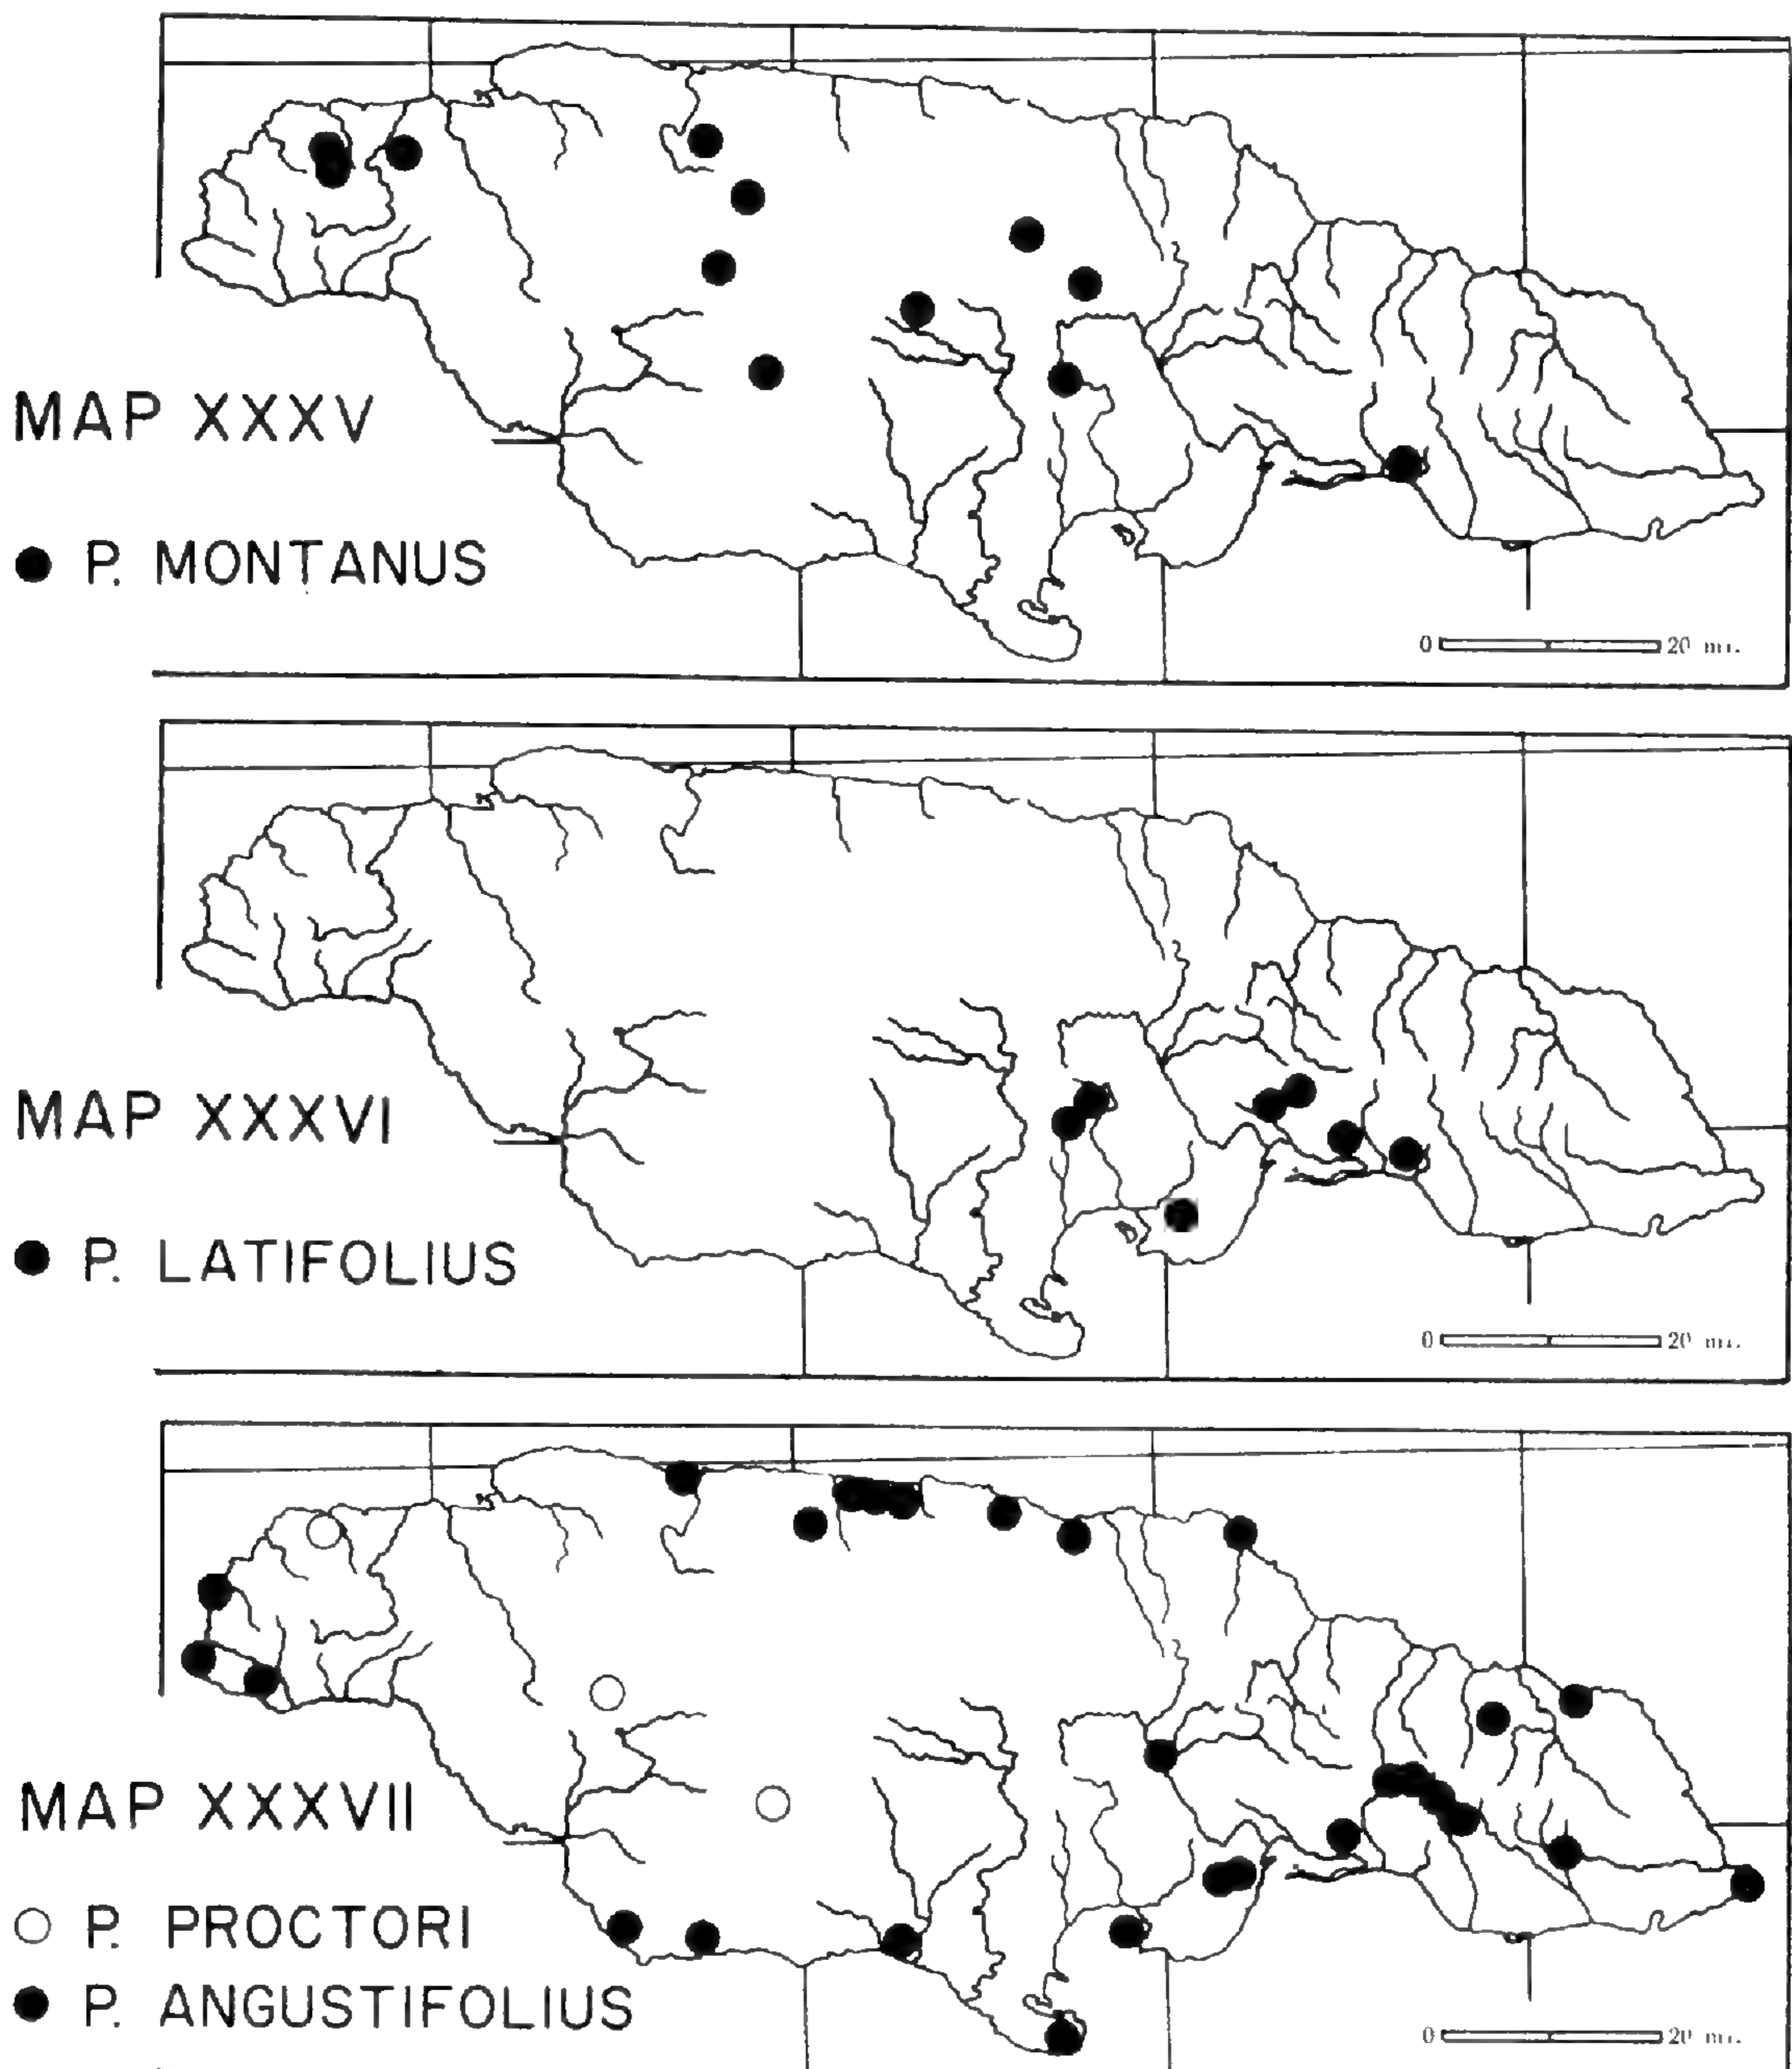 MAP XXXV
● P. MONTANUS
0 20 mi.
MAP XXXVI
● P. LATIFOLIUS
0 20 mi.
MAP XXXVII
○ P. PROCTORI
● P. ANGUSTIFOLIUS
0 20 mi.